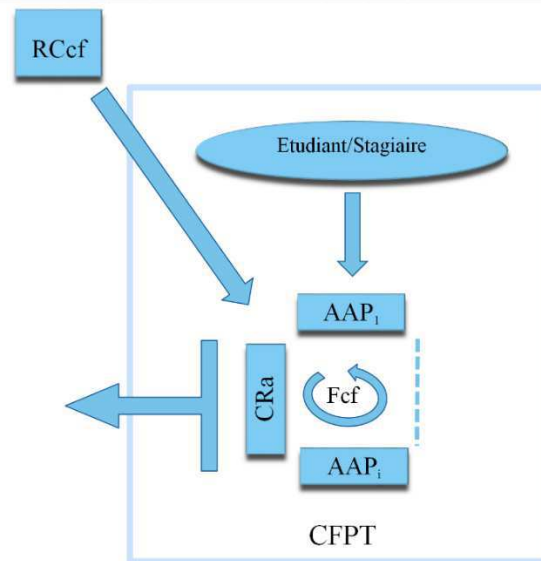 RCcf
Etudiant/Stagiaire
AAP₁
CRa
Fcf
AAPᵢ
CFPT